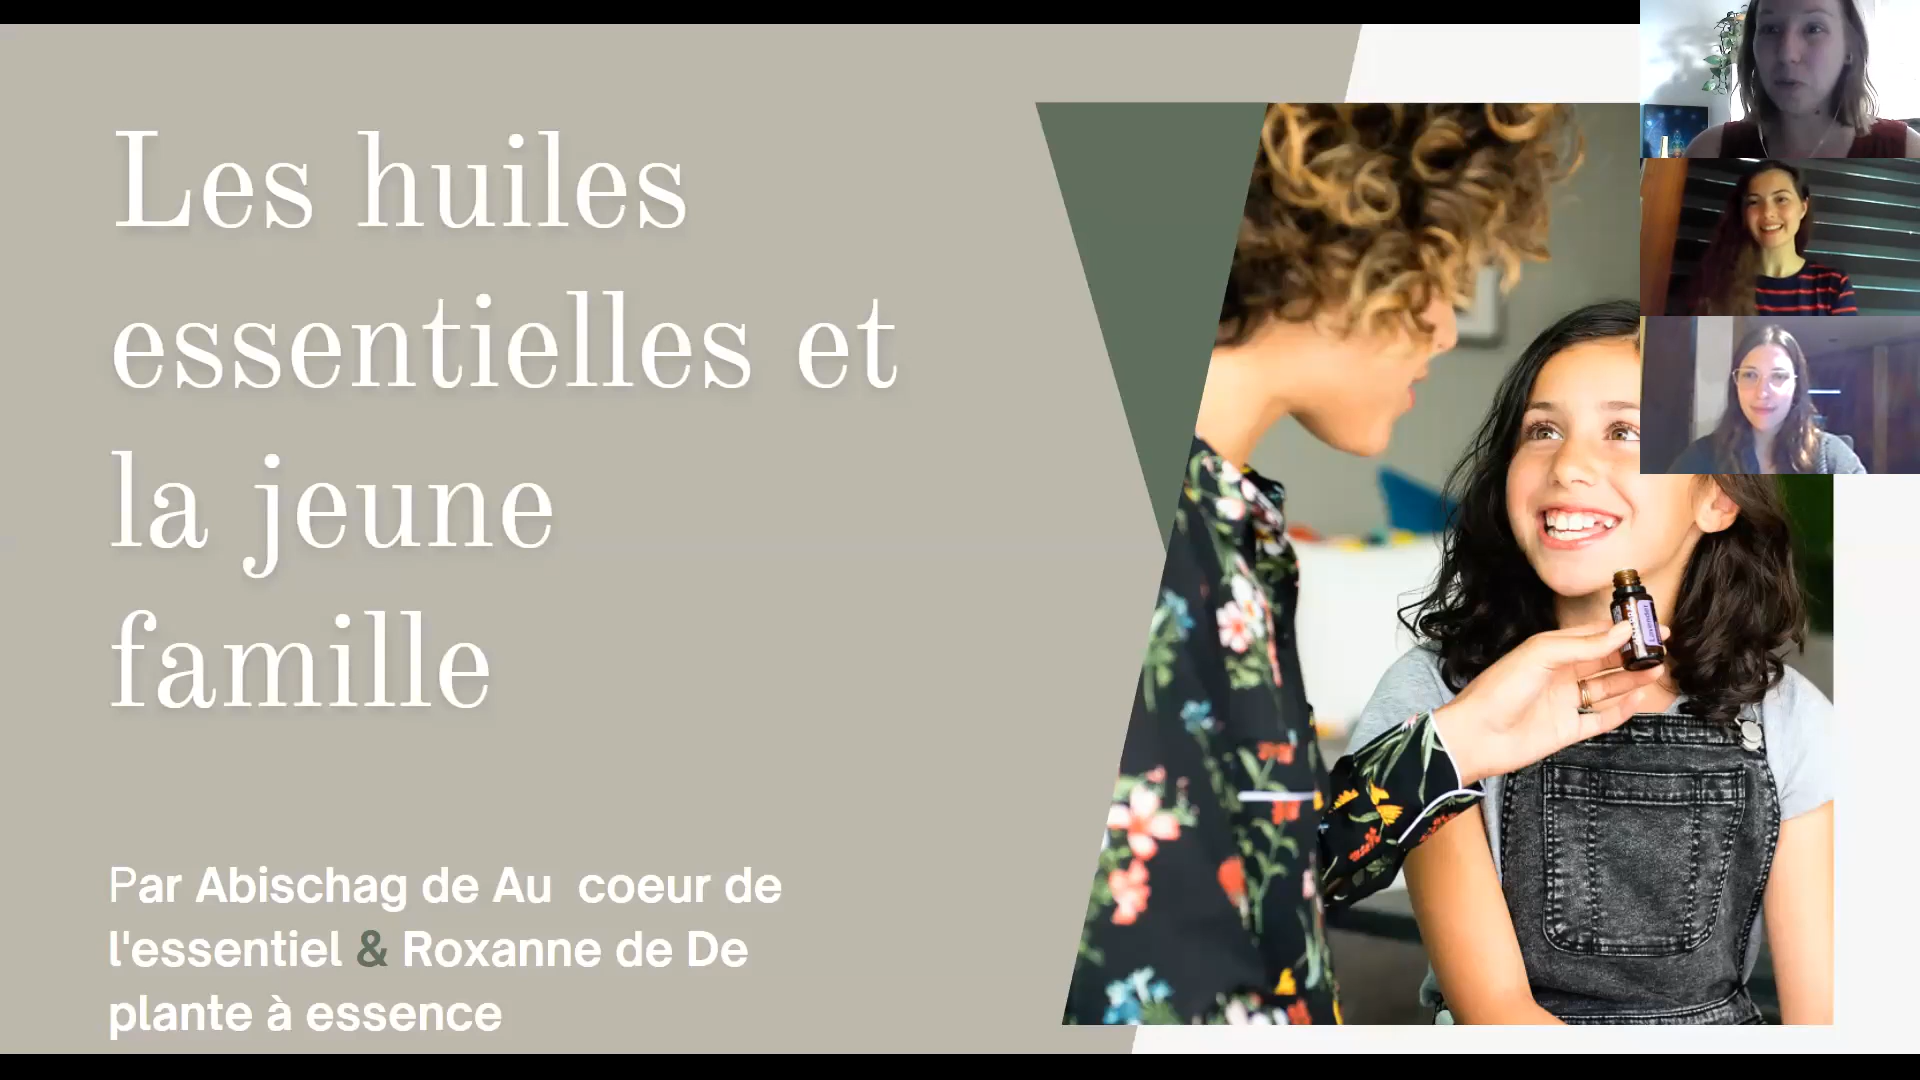 Les huiles
essentielles et
la jeune
famille
Par Abischag de Au  coeur de
l'essentiel & Roxanne de De
plante à essence
Lavender